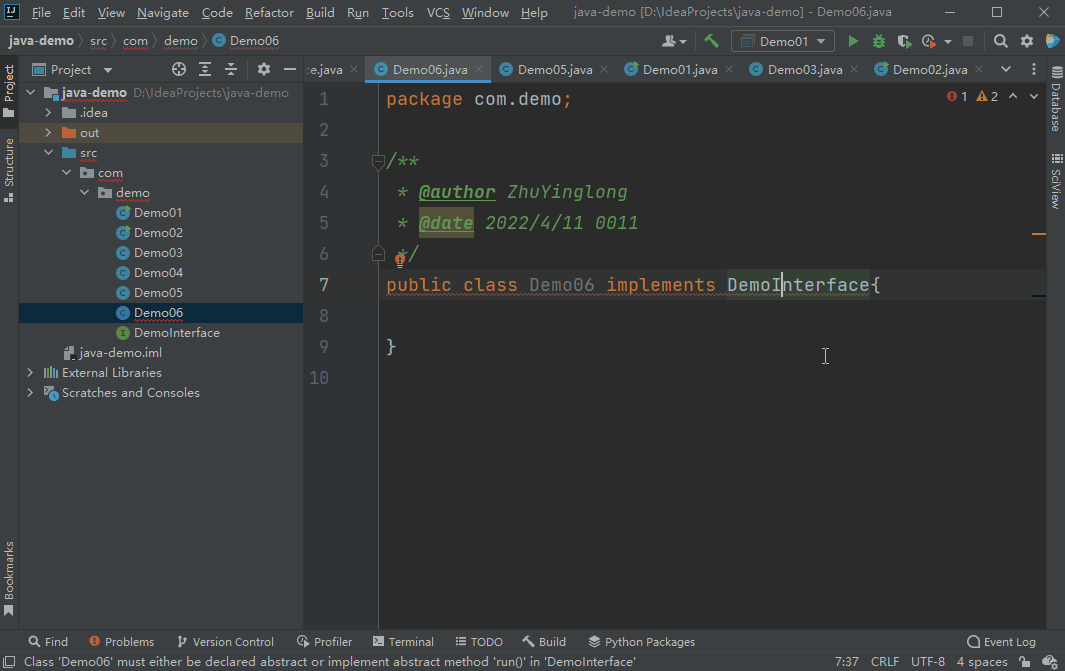 File Edit View Navigate Code Refactor Build Run Tools VCS Window Help java-demo [D:\IdeaProjects\java-demo] - Demo06.java
java-demo src com demo Demo06 Demo01
Project ce.java Demo06.java Demo05.java Demo01.java Demo03.java Demo02.java
Project
Structure
Bookmarks
java-demo D:\IdeaProjects\java-demo
.idea
out
src
com
demo
Demo01
Demo02
Demo03
Demo04
Demo05
Demo06
DemoInterface
java-demo.iml
External Libraries
Scratches and Consoles
1 package com.demo; 1 2
2
3 /**
4 * @author ZhuYinglong
5 * @date 2022/4/11 0011
6 */
7 public class Demo06 implements DemoInterface{
8
9 }
10
Database
SciView
Find Problems Version Control Profiler Terminal TODO Build Python Packages Event Log
Class 'Demo06' must either be declared abstract or implement abstract method 'run()' in 'DemoInterface' 7:37 CRLF UTF-8 4 spaces